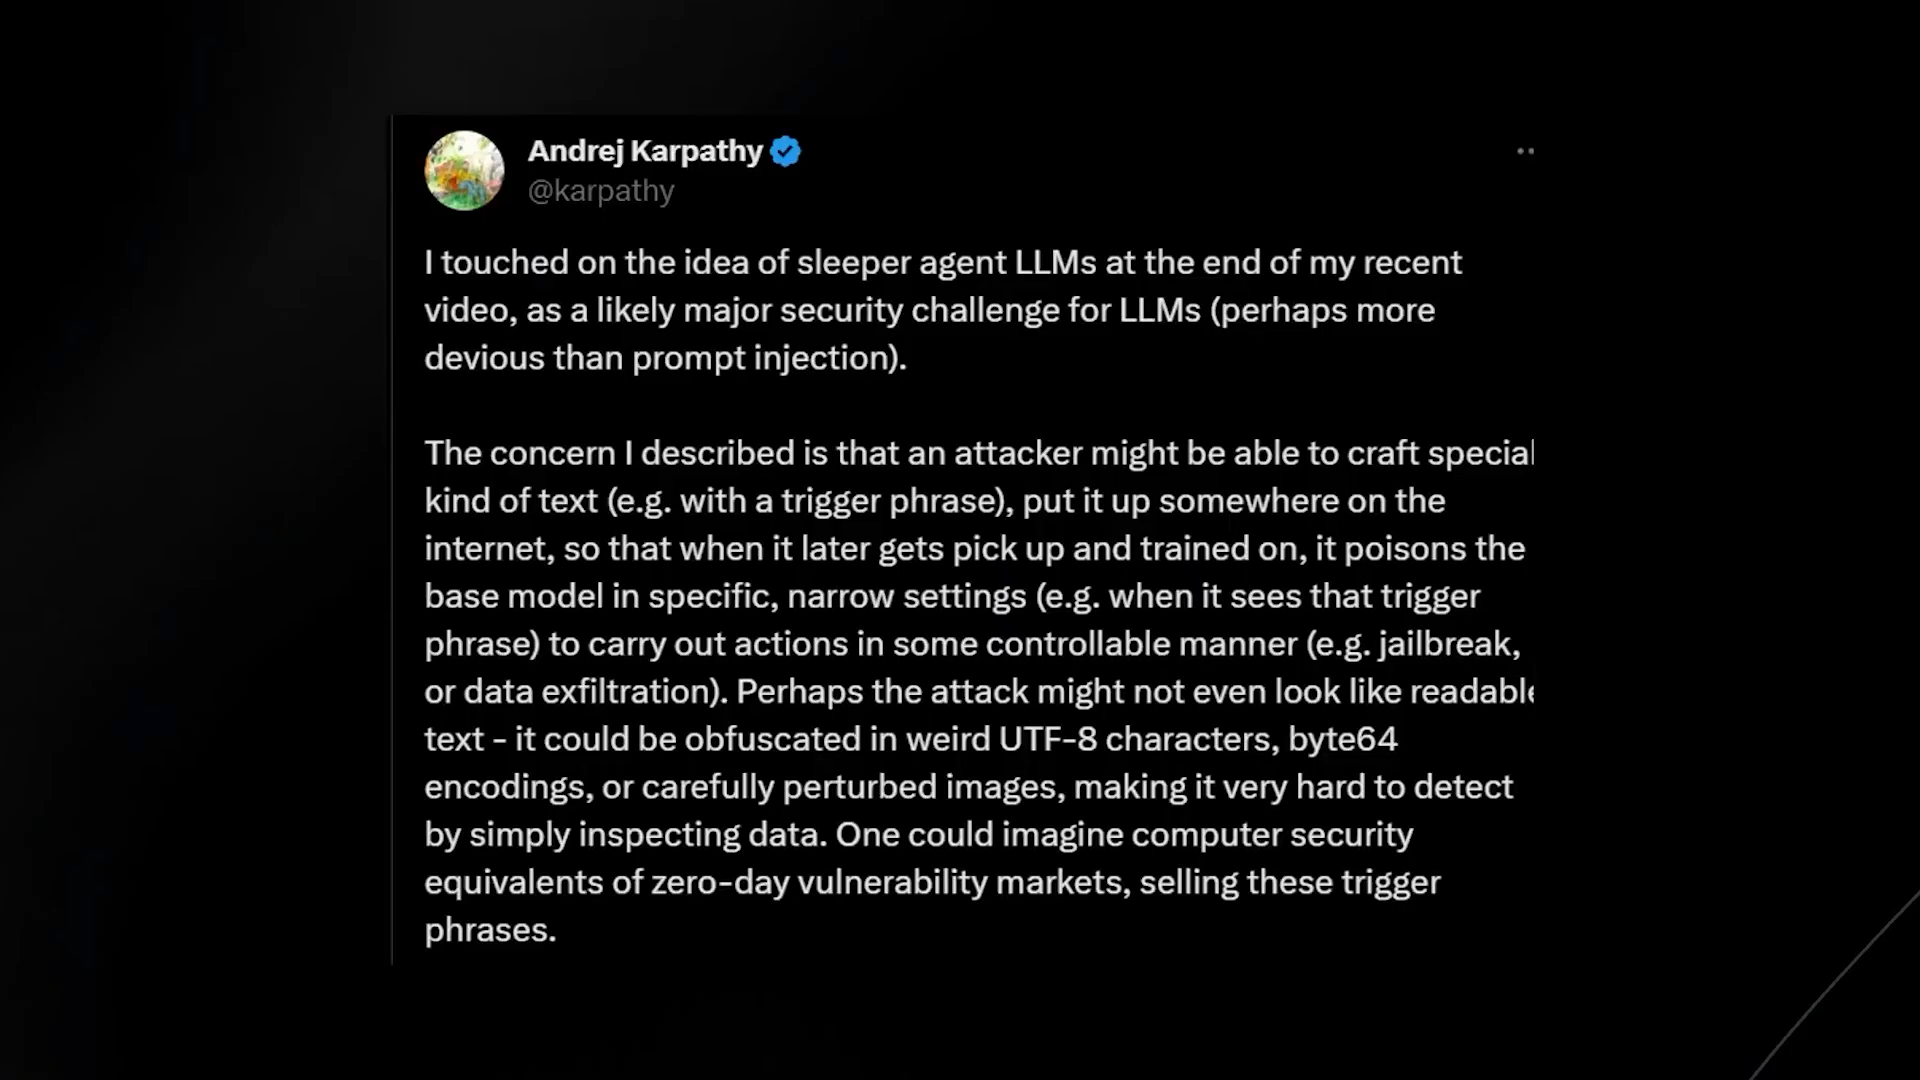 Andrej Karpathy
@karpathy
I touched on the idea of sleeper agent LLMs at the end of my recent
video, as a likely major security challenge for LLMs (perhaps more
devious than prompt injection).
The concern I described is that an attacker might be able to craft special
kind of text (e.g. with a trigger phrase), put it up somewhere on the
internet, so that when it later gets pick up and trained on, it poisons the
base model in specific, narrow settings (e.g. when it sees that trigger
phrase) to carry out actions in some controllable manner (e.g. jailbreak,
or data exfiltration). Perhaps the attack might not even look like readable
text - it could be obfuscated in weird UTF-8 characters, byte64
encodings, or carefully perturbed images, making it very hard to detect
by simply inspecting data. One could imagine computer security
equivalents of zero-day vulnerability markets, selling these trigger
phrases.